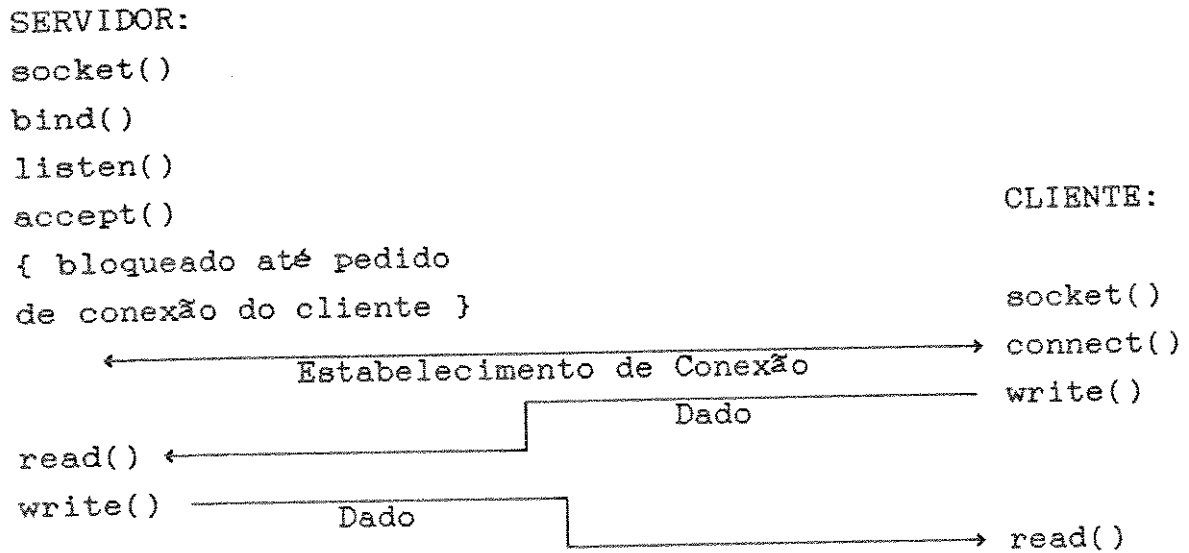 SERVIDOR:
socket()
bind()
listen()
accept()
{ bloqueado até pedido
de conexão do cliente }
CLIENTE:
socket()
connect()
Estabelecimento de Conexão
write()
Dado
read()
write()
Dado
read()